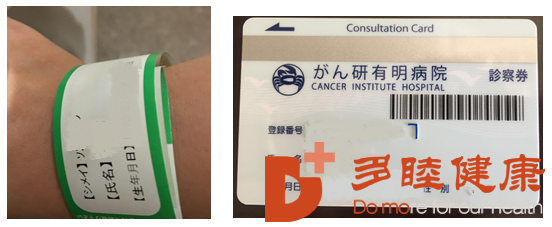 【シメイ】ソ
【氏名】
【生年月日】
Consultation Card
がん研有明病院
CANCER INSTITUTE HOSPITAL
診察券
登録番号
名
月日
性別
D+
多睦健康
Do more for our health